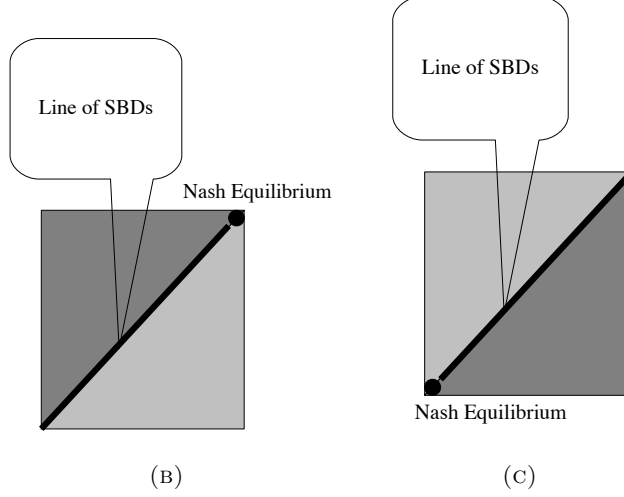 Line of SBDs
Nash Equilibrium
(B)
Line of SBDs
Nash Equilibrium
(C)